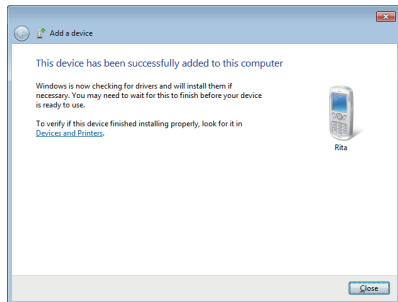 Add a device
This device has been successfully added to this computer
Windows is now checking for drivers and will install them if
necessary. You may need to wait for this to finish before your device
is ready to use.
To verify if this device finished installing properly, look for it in
Devices and Printers.
Rita
Close